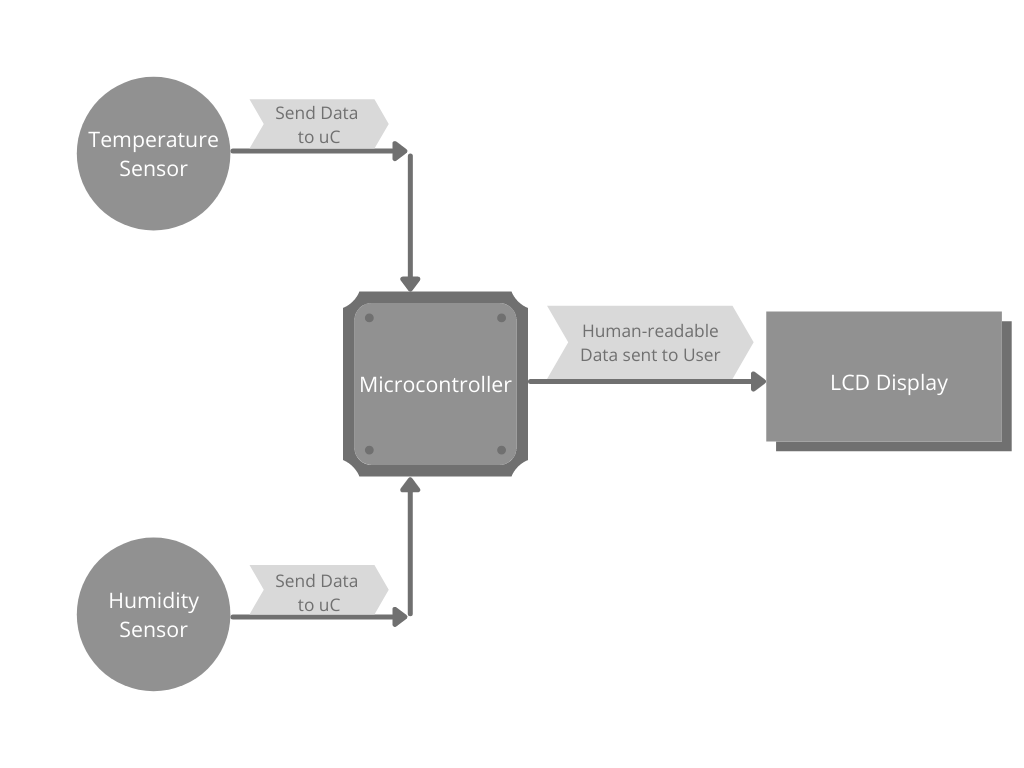 Temperature
Sensor
Send Data
to uC
Microcontroller
Human-readable
Data sent to User
LCD Display
Humidity
Sensor
Send Data
to uC